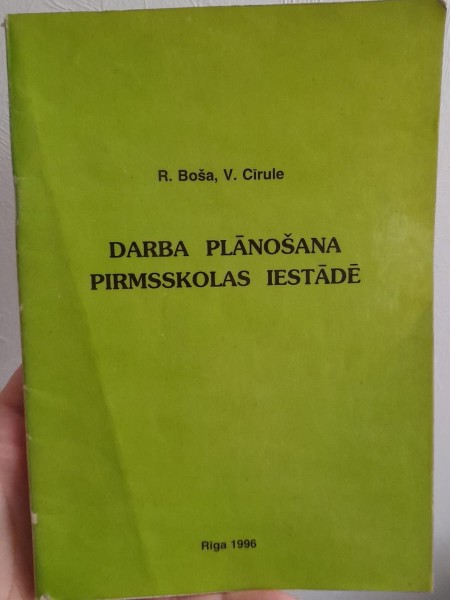 R. Boša, V. Cīrule
DARBA PLĀNOŠANA
PIRMSSKOLAS IESTĀDĒ
Rīga 1996